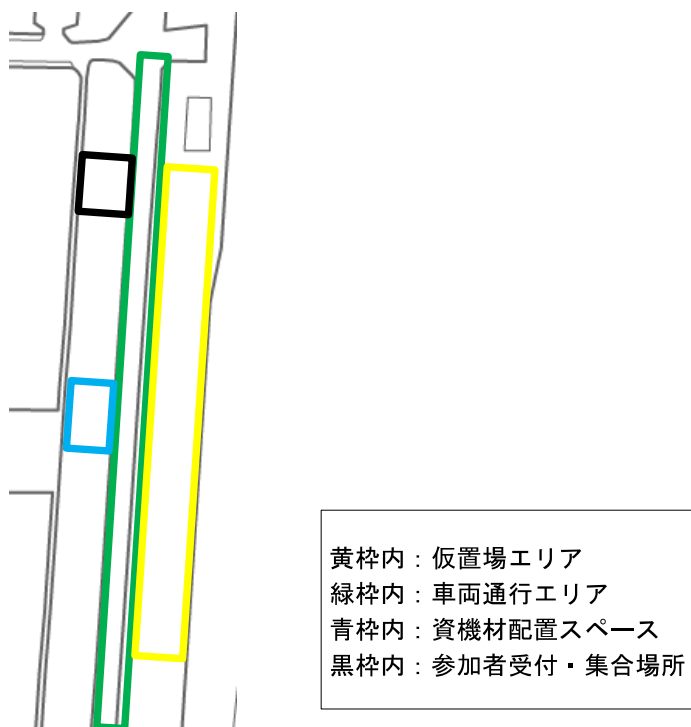 黄枠内：仮置場エリア
緑枠内：車両通行エリア
青枠内：資機材配置スペース
黒枠内：参加者受付・集合場所